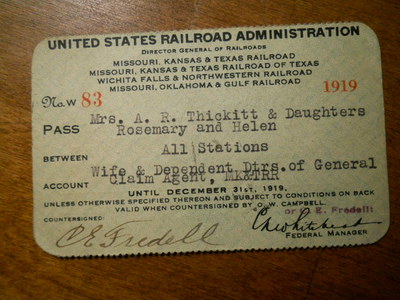 UNITED STATES RAILROAD ADMINISTRATION
DIRECTOR GENERAL OF RAILROADS
MISSOURI, KANSAS & TEXAS RAILROAD
MISSOURI, KANSAS & TEXAS RAILROAD OF TEXAS
WICHITA FALLS & NORTHWESTERN RAILROAD
MISSOURI, OKLAHOMA & GULF RAILROAD
No. W 83 1919
PASS Mrs. A. R. Thickitt & Daughters
Rosemary and Helen
BETWEEN All Stations
ACCOUNT Wife & Dependent Dtrs. of General
Claim Agent, MK&TRR
UNTIL DECEMBER 31ST. 1919.
UNLESS OTHERWISE SPECIFIED THEREON AND SUBJECT TO CONDITIONS ON BACK
VALID WHEN COUNTERSIGNED BY O. W. CAMPBELL.
or C E. Fredell
COUNTERSIGNED:
C E Fredell
FEDERAL MANAGER